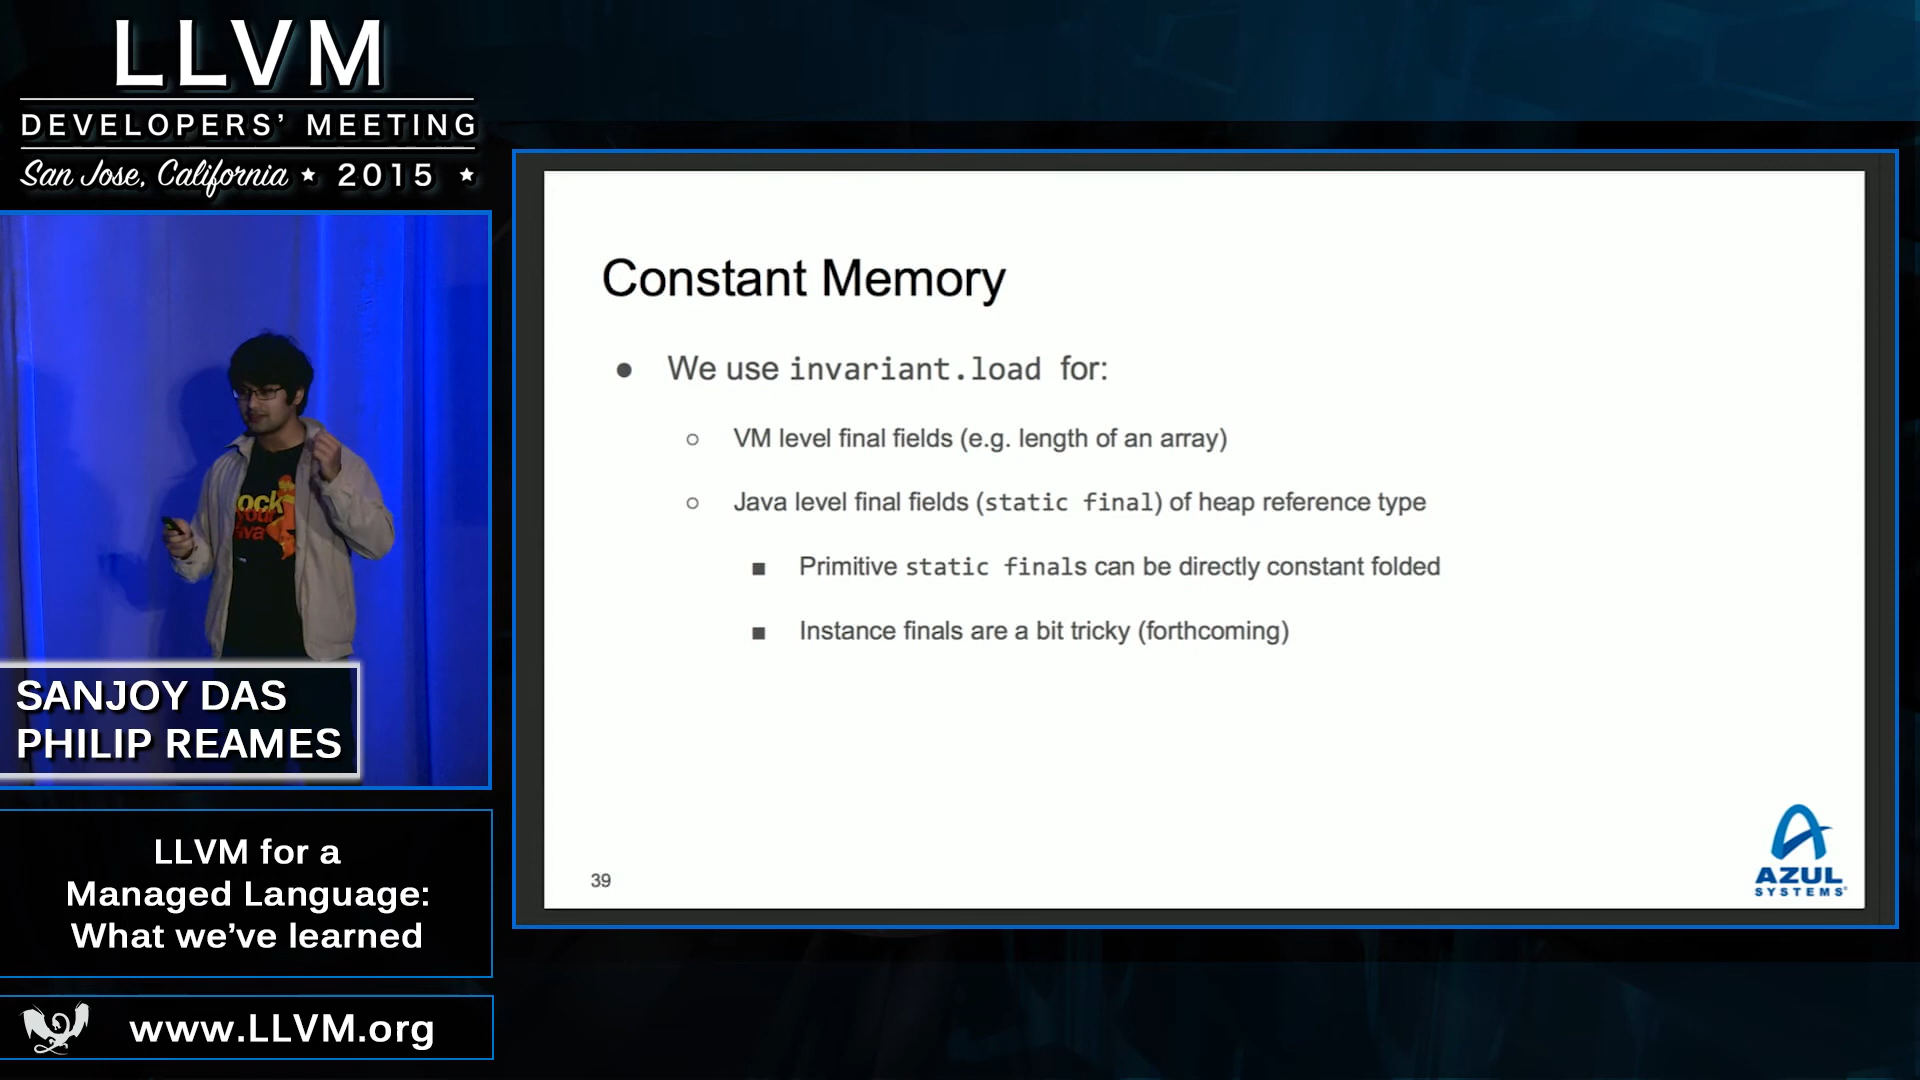 LLVM
DEVELOPERS' MEETING
San Jose, California ★ 2015 ★
SANJOY DAS
PHILIP REAMES
LLVM for a
Managed Language:
What we've learned
www.LLVM.org
Constant Memory
● We use invariant.load for:
○ VM level final fields (e.g. length of an array)
○ Java level final fields (static final) of heap reference type
■ Primitive static finals can be directly constant folded
■ Instance finals are a bit tricky (forthcoming)
39
AZUL
SYSTEMS